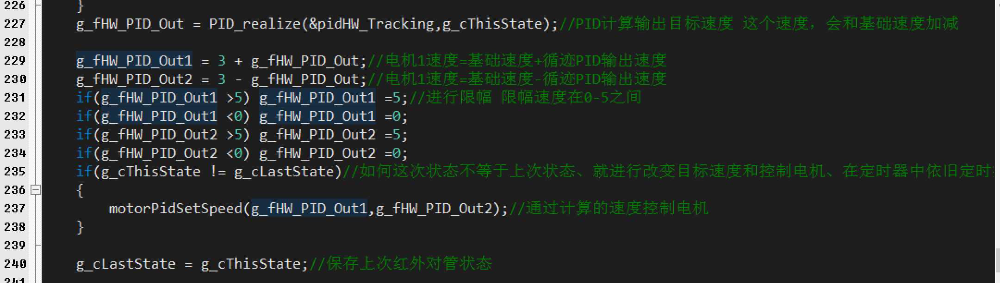 226 }
227 g_fHW_PID_Out = PID_realize(&pidHW_Tracking,g_cThisState);//PID计算输出目标速度 这个速度，会和基础速度加减
228
229 g_fHW_PID_Out1 = 3 + g_fHW_PID_Out;//电机1速度=基础速度+循迹PID输出速度
230 g_fHW_PID_Out2 = 3 - g_fHW_PID_Out;//电机1速度=基础速度-循迹PID输出速度
231 if(g_fHW_PID_Out1 >5) g_fHW_PID_Out1 =5;//进行限幅 限幅速度在0-5之间
232 if(g_fHW_PID_Out1 <0) g_fHW_PID_Out1 =0;
233 if(g_fHW_PID_Out2 >5) g_fHW_PID_Out2 =5;
234 if(g_fHW_PID_Out2 <0) g_fHW_PID_Out2 =0;
235 if(g_cThisState != g_cLastState)//如何这次状态不等于上次状态、就进行改变目标速度和控制电机、在定时器中依旧定时
236 {
237 motorPidSetSpeed(g_fHW_PID_Out1,g_fHW_PID_Out2);//通过计算的速度控制电机
238 }
239
240 g_cLastState = g_cThisState;//保存上次红外对管状态
241